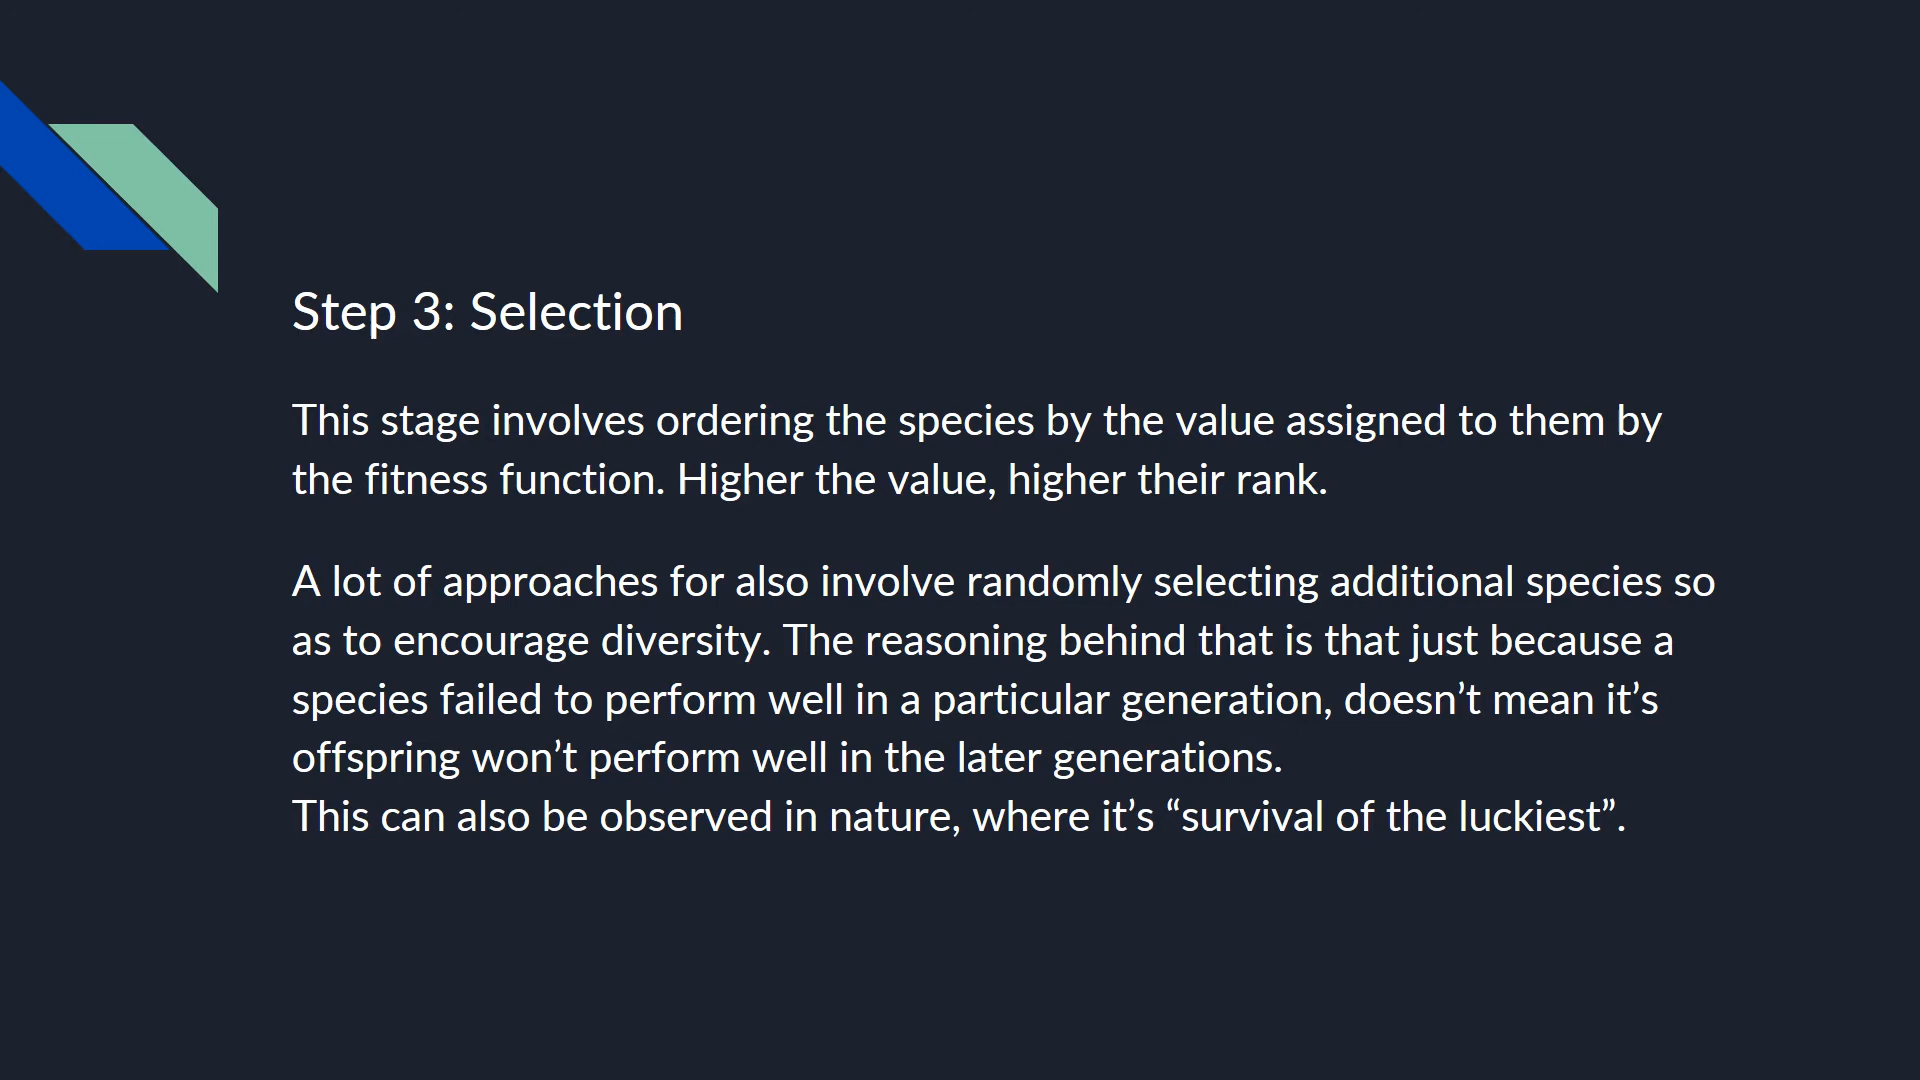 Step 3: Selection
This stage involves ordering the species by the value assigned to them by
the fitness function. Higher the value, higher their rank.
A lot of approaches for also involve randomly selecting additional species so
as to encourage diversity. The reasoning behind that is that just because a
species failed to perform well in a particular generation, doesn’t mean it’s
offspring won’t perform well in the later generations.
This can also be observed in nature, where it’s “survival of the luckiest”.